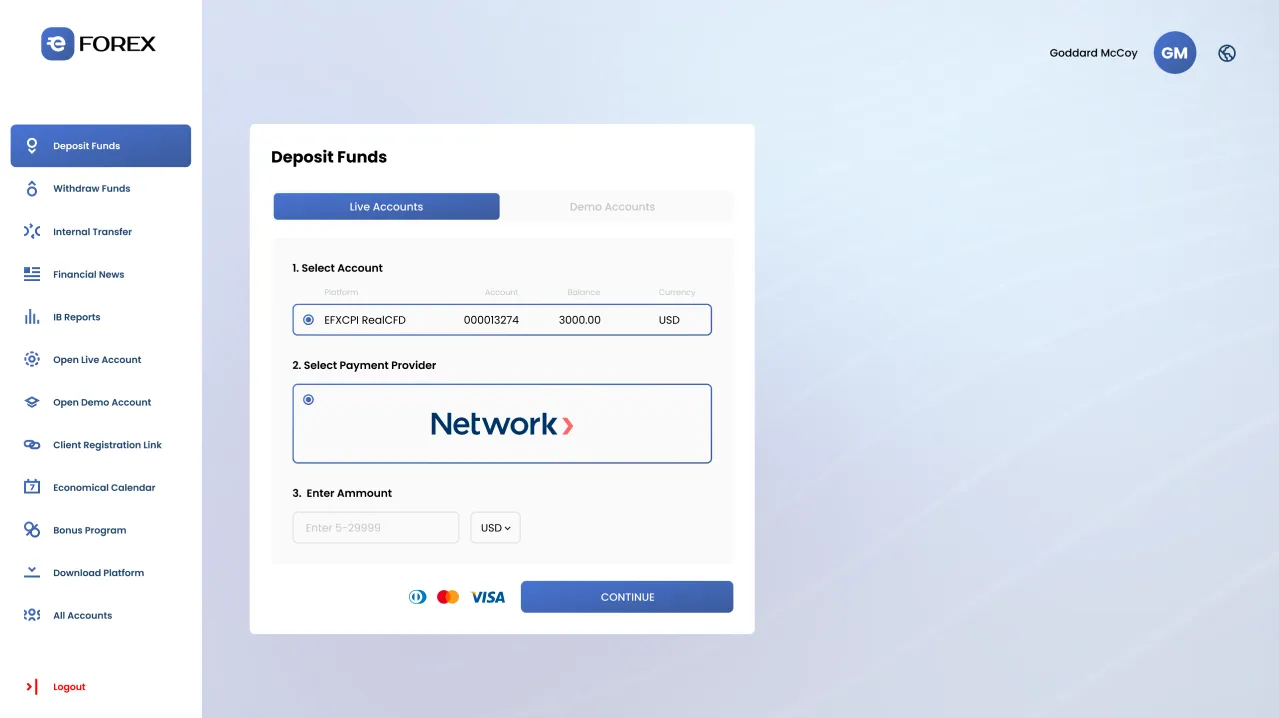 e FOREX
Goddard McCoy GM
Deposit Funds
Withdraw Funds
Internal Transfer
Financial News
IB Reports
Open Live Account
Open Demo Account
Client Registration Link
7 Economical Calendar
Bonus Program
Download Platform
All Accounts
Logout
Deposit Funds
Live Accounts Demo Accounts
1. Select Account
Platform Account Balance Currency
EFXCPI RealCFD 000013274 3000.00 USD
2. Select Payment Provider
Network
3. Enter Ammount
Enter 5-29999 USD
VISA CONTINUE